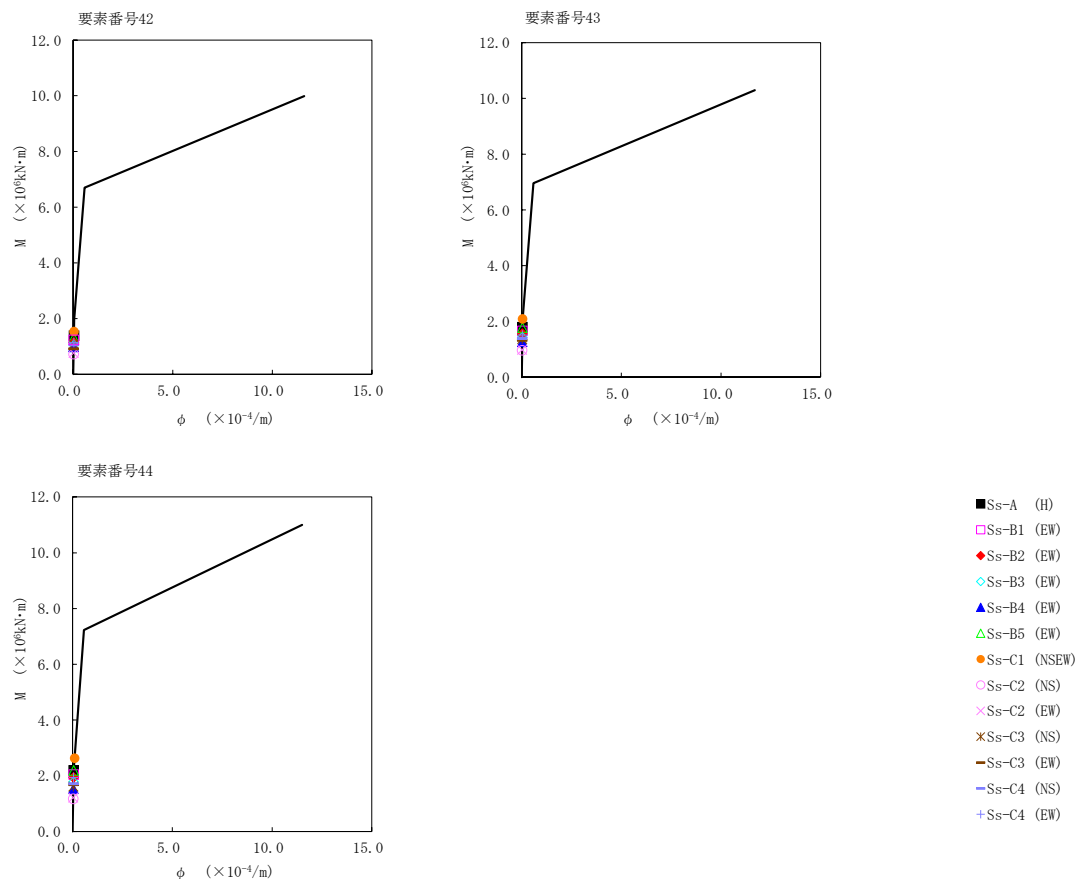 要素番号42
12.0
10.0
8.0
6.0
4.0
2.0
0.0
M (×10⁶kN・m)
0.0 5.0 10.0 15.0
φ (×10⁻⁴/m)
要素番号43
12.0
10.0
8.0
6.0
4.0
2.0
0.0
M (×10⁶kN・m)
0.0 5.0 10.0 15.0
φ (×10⁻⁴/m)
要素番号44
12.0
10.0
8.0
6.0
4.0
2.0
0.0
M (×10⁶kN・m)
0.0 5.0 10.0 15.0
φ (×10⁻⁴/m)
Ss-A (H)
Ss-B1 (EW)
Ss-B2 (EW)
Ss-B3 (EW)
Ss-B4 (EW)
Ss-B5 (EW)
Ss-C1 (NSEW)
Ss-C2 (NS)
Ss-C2 (EW)
Ss-C3 (NS)
Ss-C3 (EW)
Ss-C4 (NS)
Ss-C4 (EW)